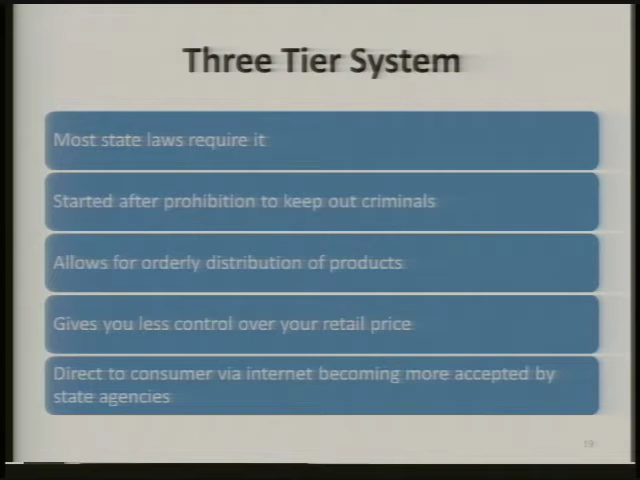 Three Tier System
Most state laws require it
Started after prohibition to keep out criminals
Allows for orderly distribution of products
Gives you less control over your retail price
Direct to consumer via internet becoming more accepted by
state agencies
19